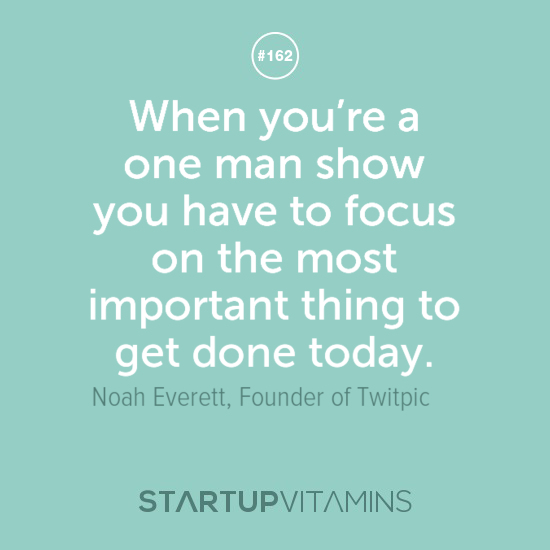 #162
When you’re a
one man show
you have to focus
on the most
important thing to
get done today.
Noah Everett, Founder of Twitpic
STARTUPVITAMINS